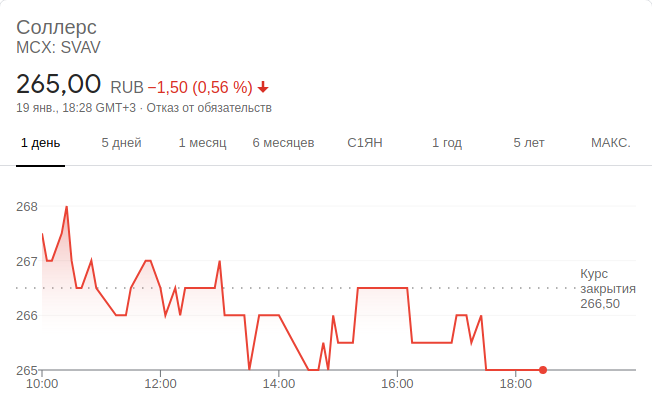 Соллерс
MCX: SVAV
265,00 RUB −1,50 (0,56 %)
19 янв., 18:28 GMT+3 · Отказ от обязательств
1 день 5 дней 1 месяц 6 месяцев С1ЯН 1 год 5 лет МАКС.
268
267
Курс
закрытия
266,50
266
265
10:00 12:00 14:00 16:00 18:00